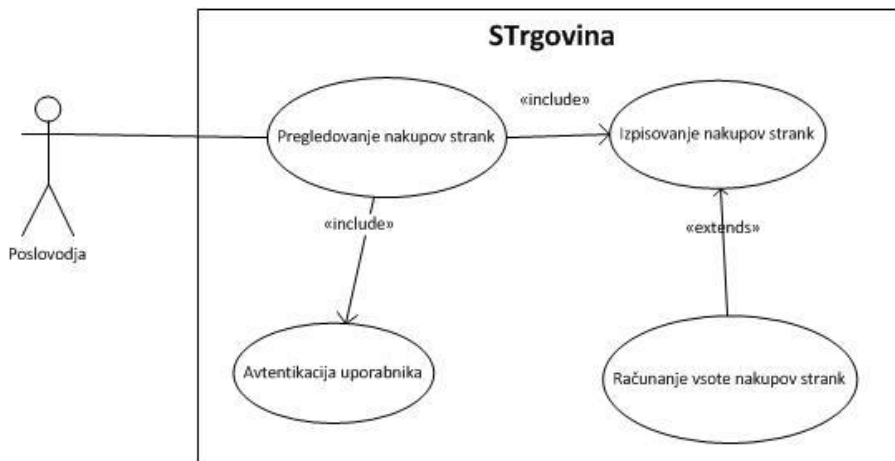 STrgovina
«include»
Pregledovanje nakupov strank
Izpisovanje nakupov strank
«include»
«extends»
Poslovodja
Avtentikacija uporabnika
Računanje vsote nakupov strank